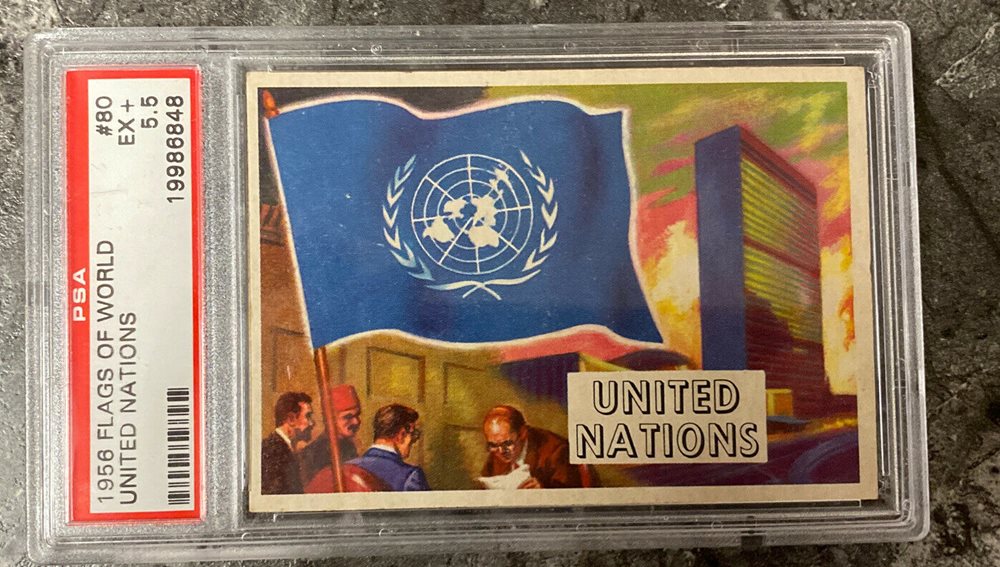 1956 FLAGS OF WORLD #80
UNITED NATIONS EX + 5.5
PSA 19986848
UNITED
NATIONS